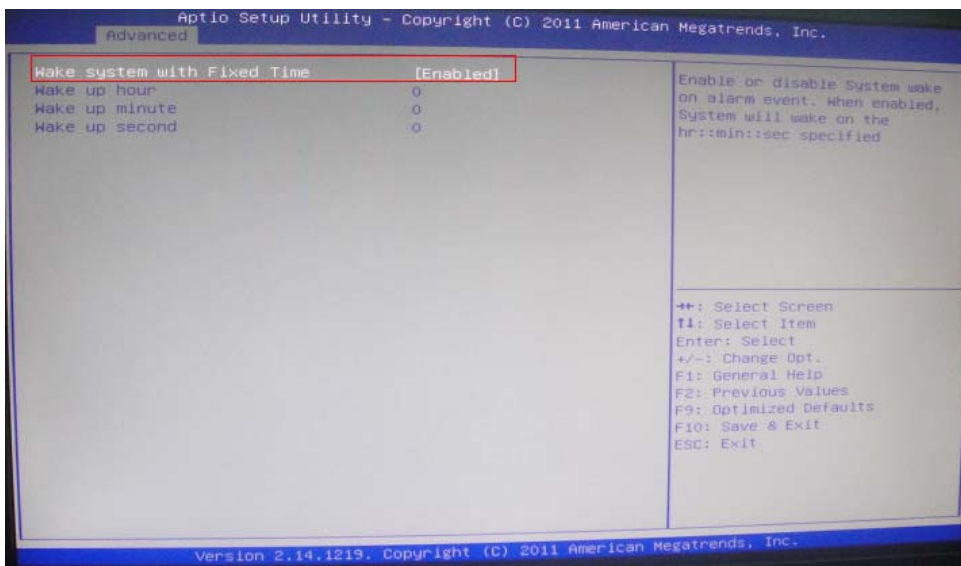 Aptio Setup Utility – Copyright (C) 2011 American Megatrends, Inc.
Advanced
Wake system with Fixed Time [Enabled]
Wake up hour 0
Wake up minute 0
Wake up second 0
Enable or disable System wake
on alarm event. When enabled,
System will wake on the
hr::min::sec specified
→←: Select Screen
↑↓: Select Item
Enter: Select
+/-: Change Opt.
F1: General Help
F2: Previous Values
F9: Optimized Defaults
F10: Save & Exit
ESC: Exit
Version 2.14.1219. Copyright (C) 2011 American Megatrends, Inc.